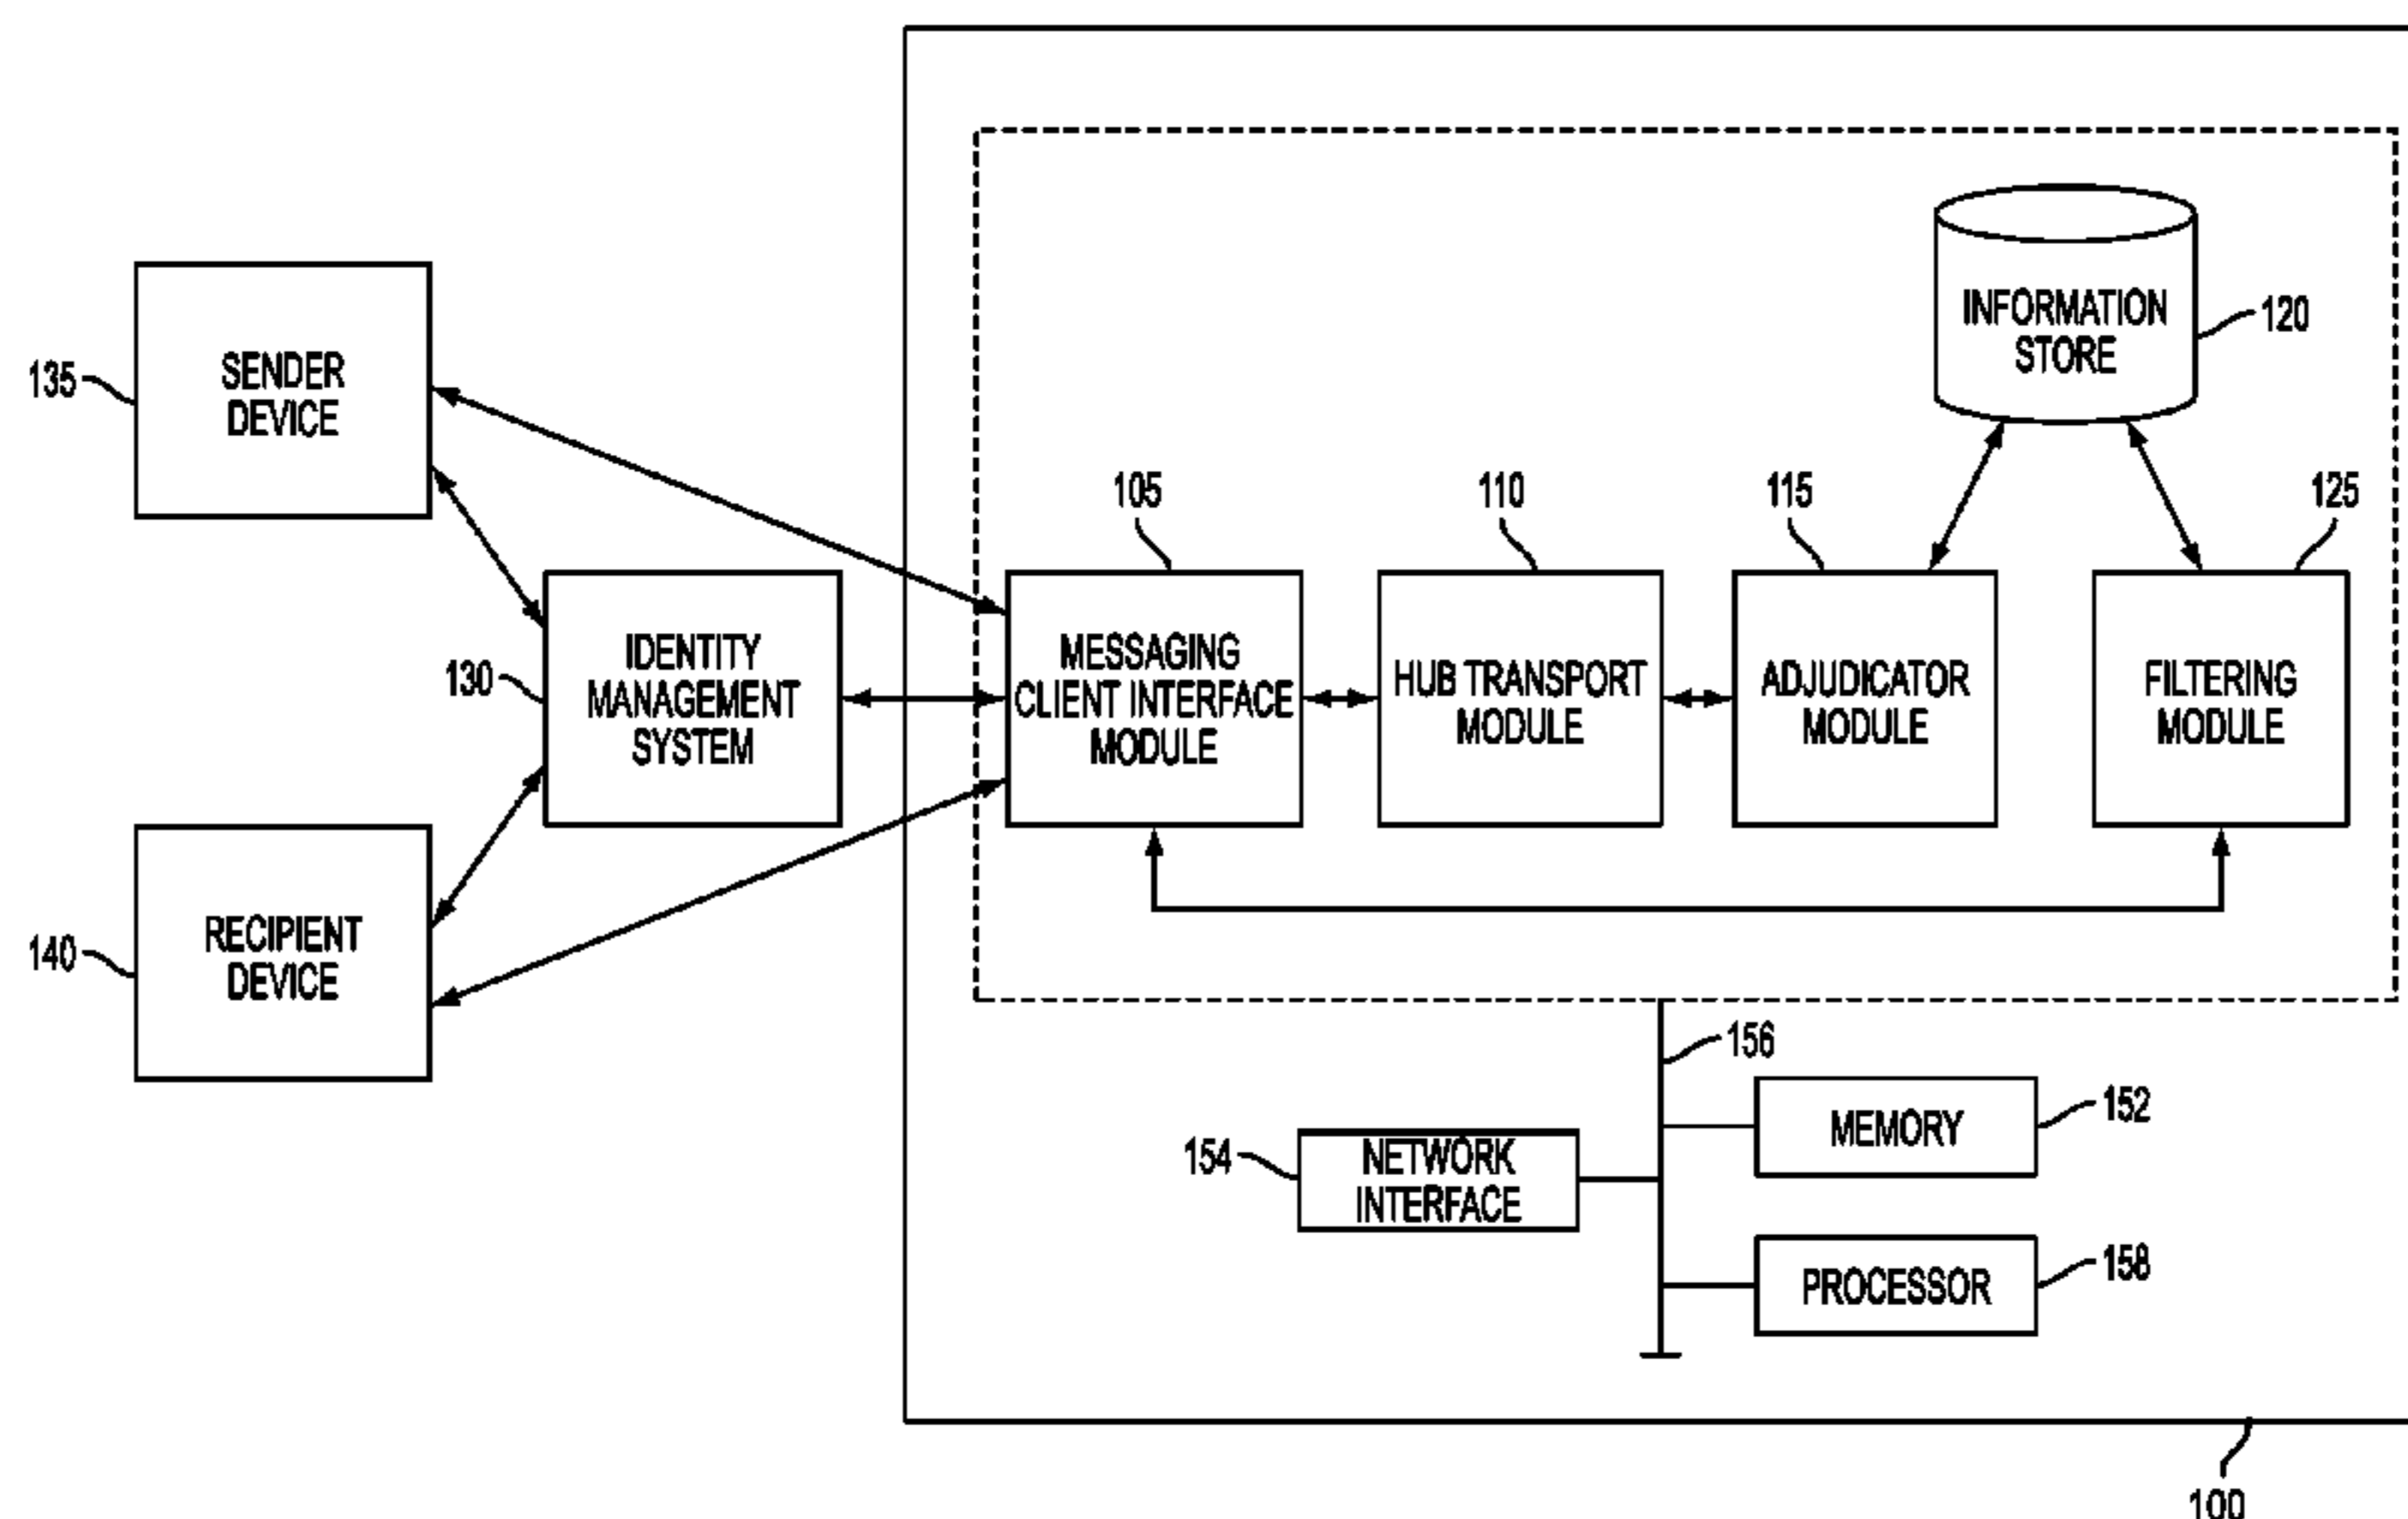 INFORMATION
STORE
120
135
SENDER
DEVICE
105
110
115
125
130
IDENTITY
MANAGEMENT
SYSTEM
MESSAGING
CLIENT INTERFACE
MODULE
HUB TRANSPORT
MODULE
ADJUDICATOR
MODULE
FILTERING
MODULE
140
RECIPIENT
DEVICE
156
154
NETWORK
INTERFACE
MEMORY
152
PROCESSOR
158
100